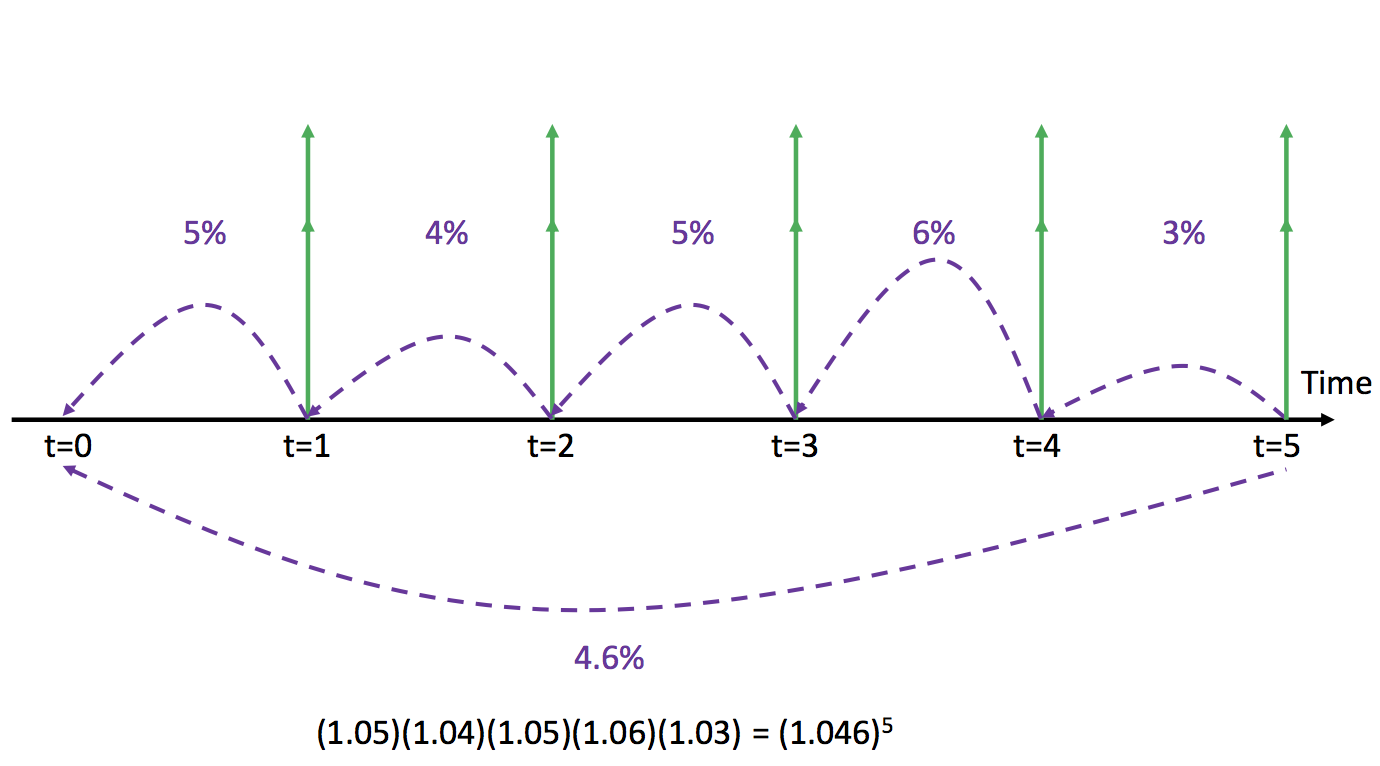 5% 4% 5% 6% 3%
Time
t=0 t=1 t=2 t=3 t=4 t=5
4.6%
(1.05)(1.04)(1.05)(1.06)(1.03) = (1.046)⁵